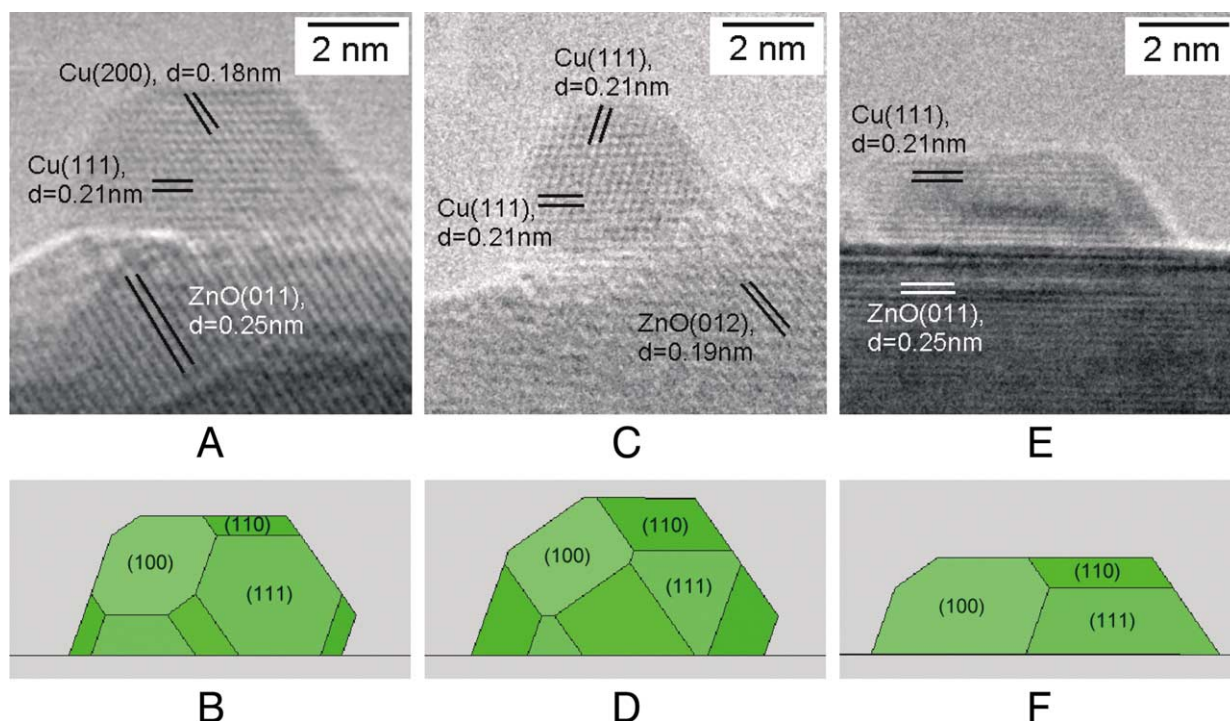 2 nm
Cu(200), d=0.18nm
Cu(111),
d=0.21nm
ZnO(011),
d=0.25nm
A
2 nm
Cu(111),
d=0.21nm
Cu(111),
d=0.21nm
ZnO(012),
d=0.19nm
C
2 nm
Cu(111),
d=0.21nm
ZnO(011),
d=0.25nm
E
(110)
(100)
(111)
B
(110)
(100)
(111)
D
(110)
(100)
(111)
F